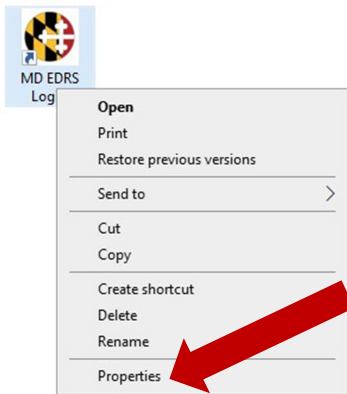 MD EDRS
Log
Open
Print
Restore previous versions
Send to
Cut
Copy
Create shortcut
Delete
Rename
Properties